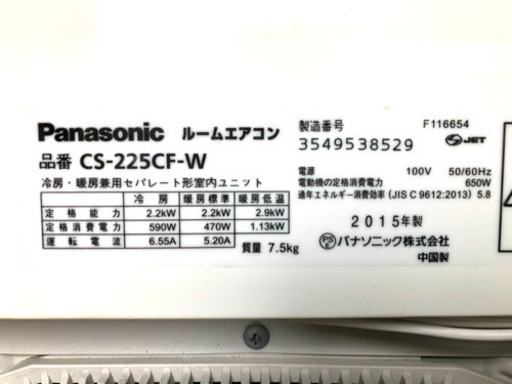 Panasonic ルームエアコン
品番 CS-225CF-W
冷房・暖房兼用セパレート形室内ユニット
冷房 暖房標準 暖房低温
定格能力 2.2kW 2.2kW 2.9kW
定格消費電力 590W 470W 1.13kW
運転電流 6.55A 5.20A
質量 7.5kg
製造番号 F116654
3549538529 JET
電源 100V 50/60Hz
電動機の定格消費電力 650W
通年エネルギー消費効率 (JIS C 9612:2013) 5.8
2015年製
PS E パナソニック株式会社
中国製